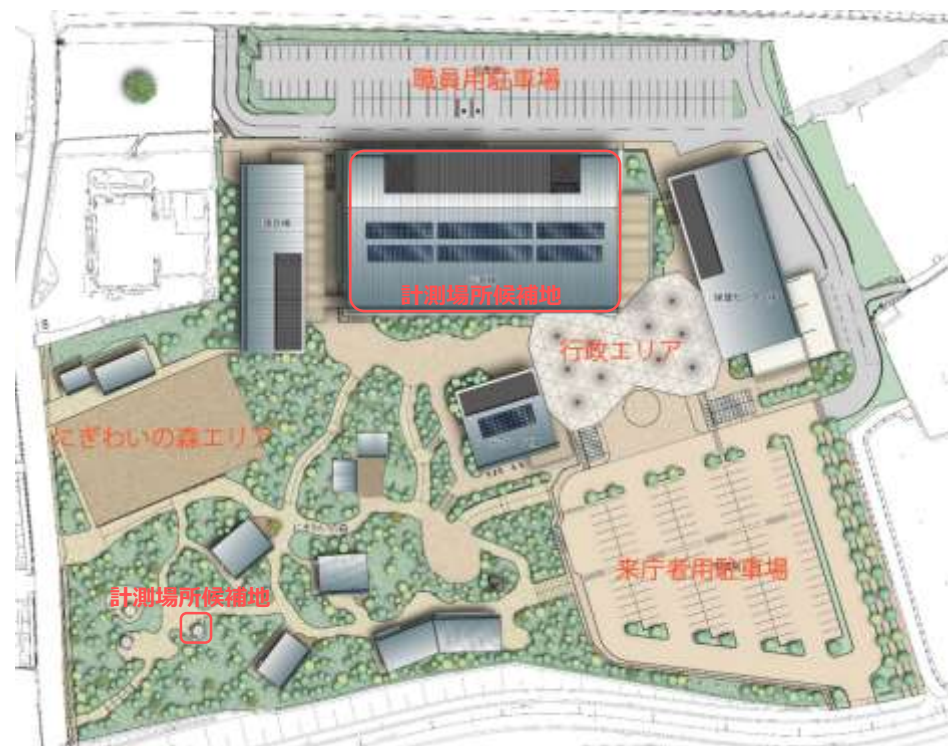 職員用駐車場
計測場所候補地
行政エリア
にぎわいの森エリア
来庁者用駐車場
計測場所候補地